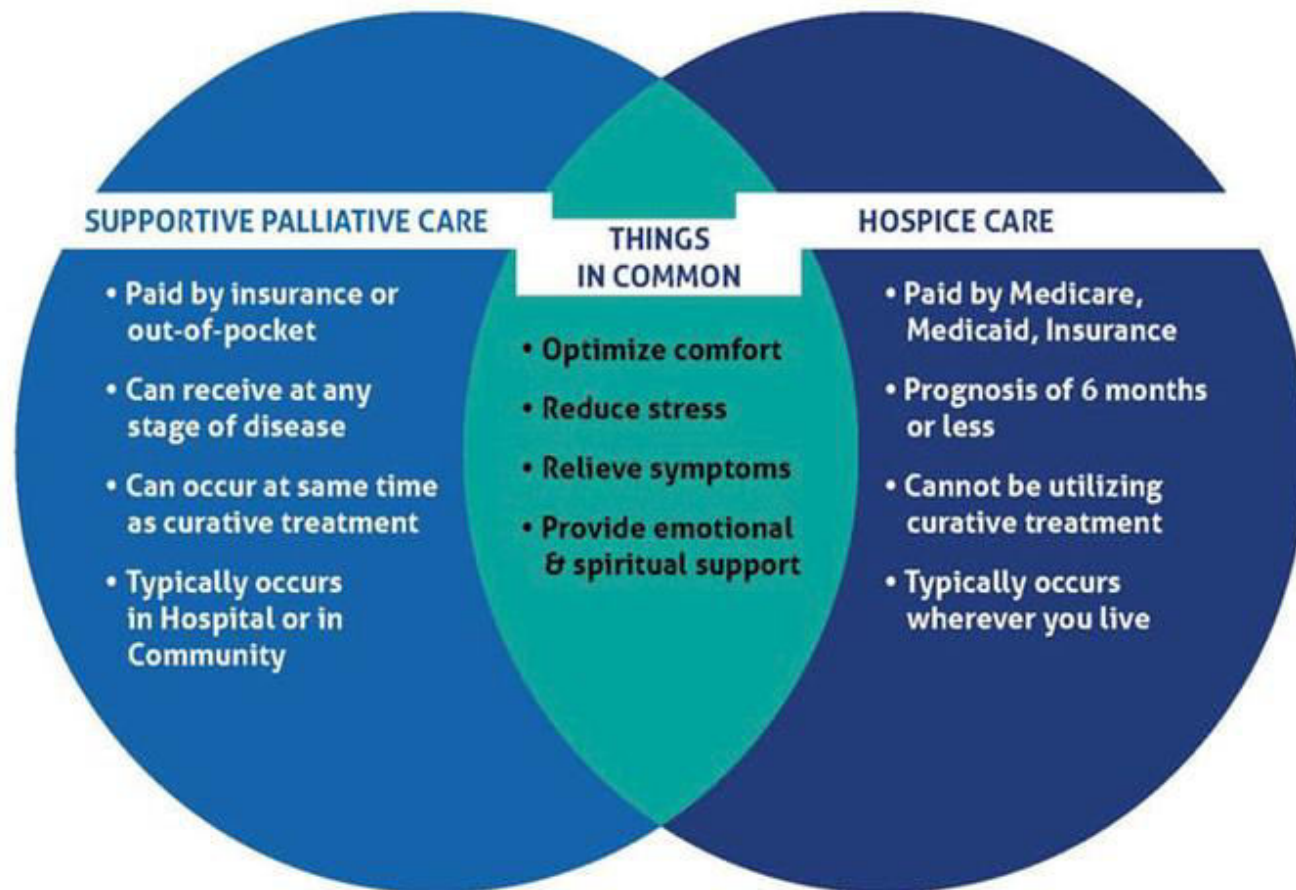 SUPPORTIVE PALLIATIVE CARE
• Paid by insurance or
out-of-pocket
• Can receive at any
stage of disease
• Can occur at same time
as curative treatment
• Typically occurs
in Hospital or in
Community
THINGS
IN COMMON
• Optimize comfort
• Reduce stress
• Relieve symptoms
• Provide emotional
& spiritual support
HOSPICE CARE
• Paid by Medicare,
Medicaid, Insurance
• Prognosis of 6 months
or less
• Cannot be utilizing
curative treatment
• Typically occurs
wherever you live